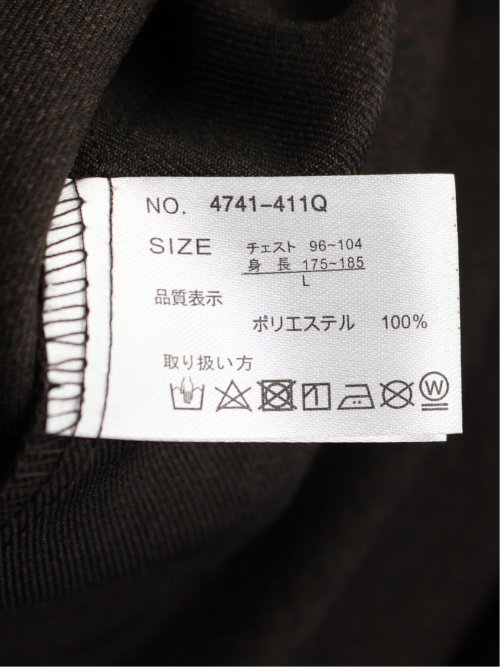 NO. 4741-411Q
SIZE チェスト 96~104
身長 175~185
L
品質表示
ポリエステル 100%
取り扱い方
W